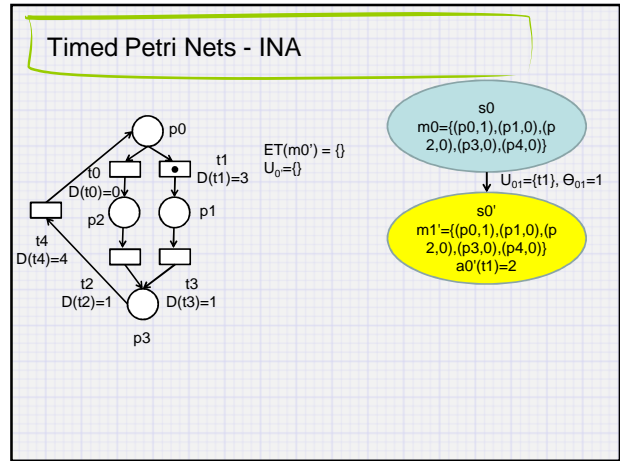 Timed Petri Nets - INA
p0
t0
D(t0)=0
t1
D(t1)=3
p2
p1
t4
D(t4)=4
t2
D(t2)=1
t3
D(t3)=1
p3
ET(m0’) = {}
U0={}
s0
m0={(p0,1),(p1,0),(p
2,0),(p3,0),(p4,0)}
U01={t1}, ϴ01=1
s0'
m1’={(p0,1),(p1,0),(p
2,0),(p3,0),(p4,0)}
a0'(t1)=2